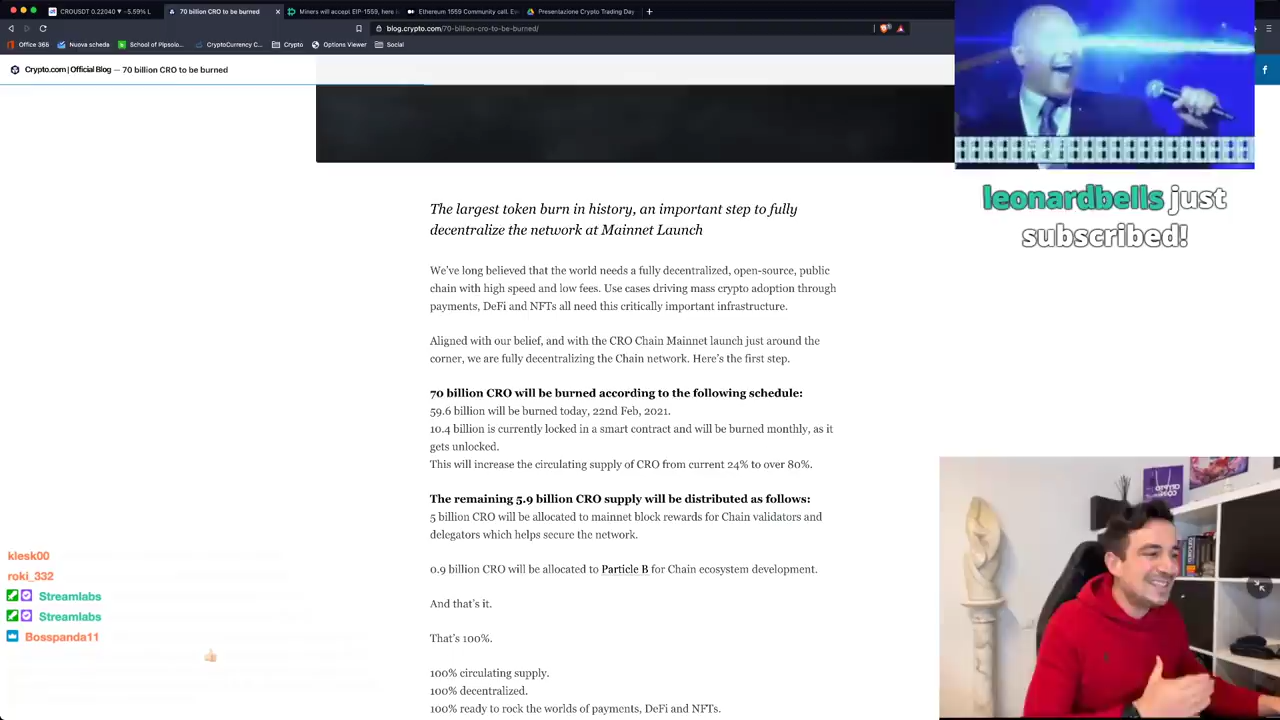 CROUSDT 0.22040 ▼ −5.59% L
70 billion CRO to be burned
Miners will accept EIP-1559, here
Ethereum 1559 Community call. Ev
Presentazione Crypto Trading Day
blog.crypto.com/70-billion-cro-to-be-burned/
Office 365
Nuova scheda
School of Pipsolo...
CryptoCurrency C...
Crypto
Options Viewer
Social
Crypto.com | Official Blog — 70 billion CRO to be burned
leonardbells just
subscribed!
The largest token burn in history, an important step to fully
decentralize the network at Mainnet Launch
We've long believed that the world needs a fully decentralized, open-source, public
chain with high speed and low fees. Use cases driving mass crypto adoption through
payments, DeFi and NFTs all need this critically important infrastructure.
Aligned with our belief, and with the CRO Chain Mainnet launch just around the
corner, we are fully decentralizing the Chain network. Here's the first step.
70 billion CRO will be burned according to the following schedule:
59.6 billion will be burned today, 22nd Feb, 2021.
10.4 billion is currently locked in a smart contract and will be burned monthly, as it
gets unlocked.
This will increase the circulating supply of CRO from current 24% to over 80%.
The remaining 5.9 billion CRO supply will be distributed as follows:
5 billion CRO will be allocated to mainnet block rewards for Chain validators and
delegators which helps secure the network.
0.9 billion CRO will be allocated to Particle B for Chain ecosystem development.
And that's it.
That's 100%.
100% circulating supply.
100% decentralized.
100% ready to rock the worlds of payments, DeFi and NFTs.
klesk00
roki_332
Streamlabs
Streamlabs
Bosspanda11